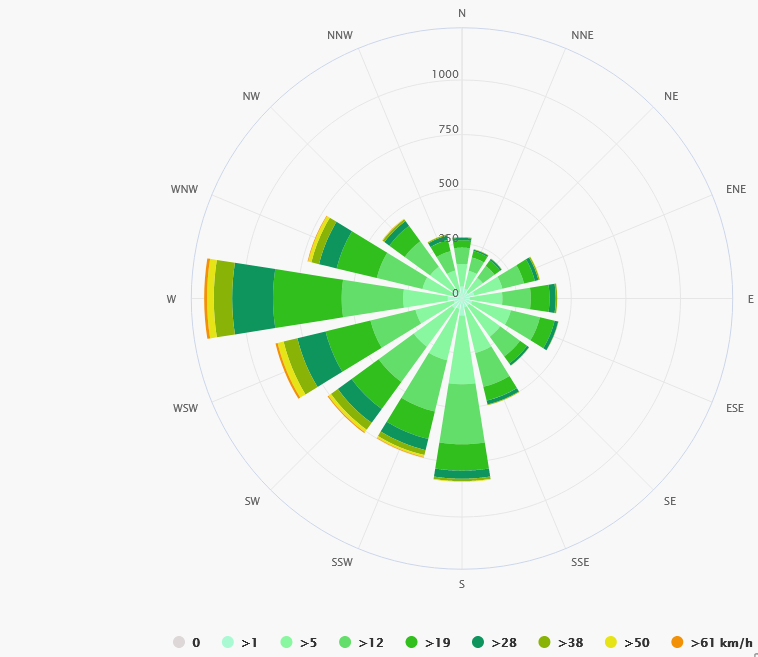 N
NNW NNE
1000
NW NE
750
WNW 500 ENE
250
W 0 E
WSW ESE
SW SE
SSW SSE
S
0 >1 >5 >12 >19 >28 >38 >50 >61 km/h